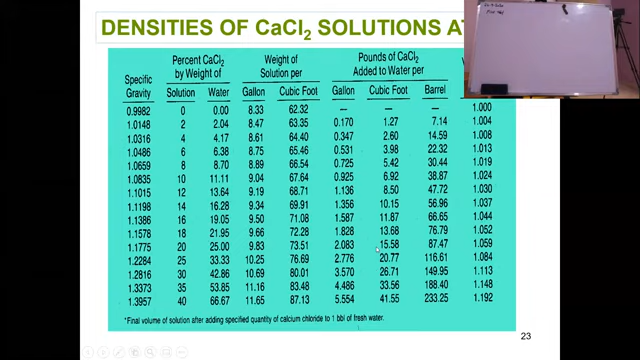 DENSITIES OF CaCl2 SOLUTIONS AT
Percent CaCl2 by Weight of
Weight of Solution per
Pounds of CaCl2 Added to Water per
Specific Gravity Solution Water Gallon Cubic Foot Gallon Cubic Foot Barrel
0.9982 0 0.00 8.33 62.32 — — — 1.000
1.0148 2 2.04 8.47 63.35 0.170 1.27 7.14 1.004
1.0316 4 4.17 8.61 64.40 0.347 2.60 14.59 1.008
1.0486 6 6.38 8.75 65.46 0.531 3.98 22.32 1.013
1.0659 8 8.70 8.89 66.54 0.725 5.42 30.44 1.019
1.0835 10 11.11 9.04 67.64 0.925 6.92 38.87 1.024
1.1015 12 13.64 9.19 68.71 1.136 8.50 47.72 1.030
1.1198 14 16.28 9.34 69.91 1.356 10.15 56.96 1.037
1.1386 16 19.05 9.50 71.08 1.587 11.87 66.65 1.044
1.1578 18 21.95 9.66 72.28 1.828 13.68 76.79 1.052
1.1775 20 25.00 9.83 73.51 2.083 15.58 87.47 1.059
1.2284 25 33.33 10.25 76.69 2.776 20.77 116.61 1.084
1.2816 30 42.86 10.69 80.01 3.570 26.71 149.95 1.113
1.3373 35 53.85 11.16 83.48 4.486 33.56 188.40 1.148
1.3957 40 66.67 11.65 87.13 5.554 41.55 233.25 1.192
*Final volume of solution after adding specified quantity of calcium chloride to 1 bbl of fresh water.
23